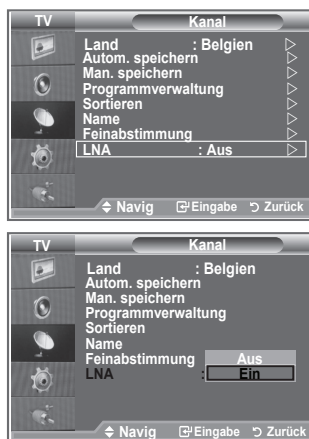 TV Kanal
Land : Belgien
Autom. speichern
Man. speichern
Programmverwaltung
Sortieren
Name
Feinabstimmung
LNA : Aus
Navig Eingabe Zurück
TV Kanal
Land : Belgien
Autom. speichern
Man. speichern
Programmverwaltung
Sortieren
Name
Feinabstimmung Aus
LNA : Ein
Navig Eingabe Zurück